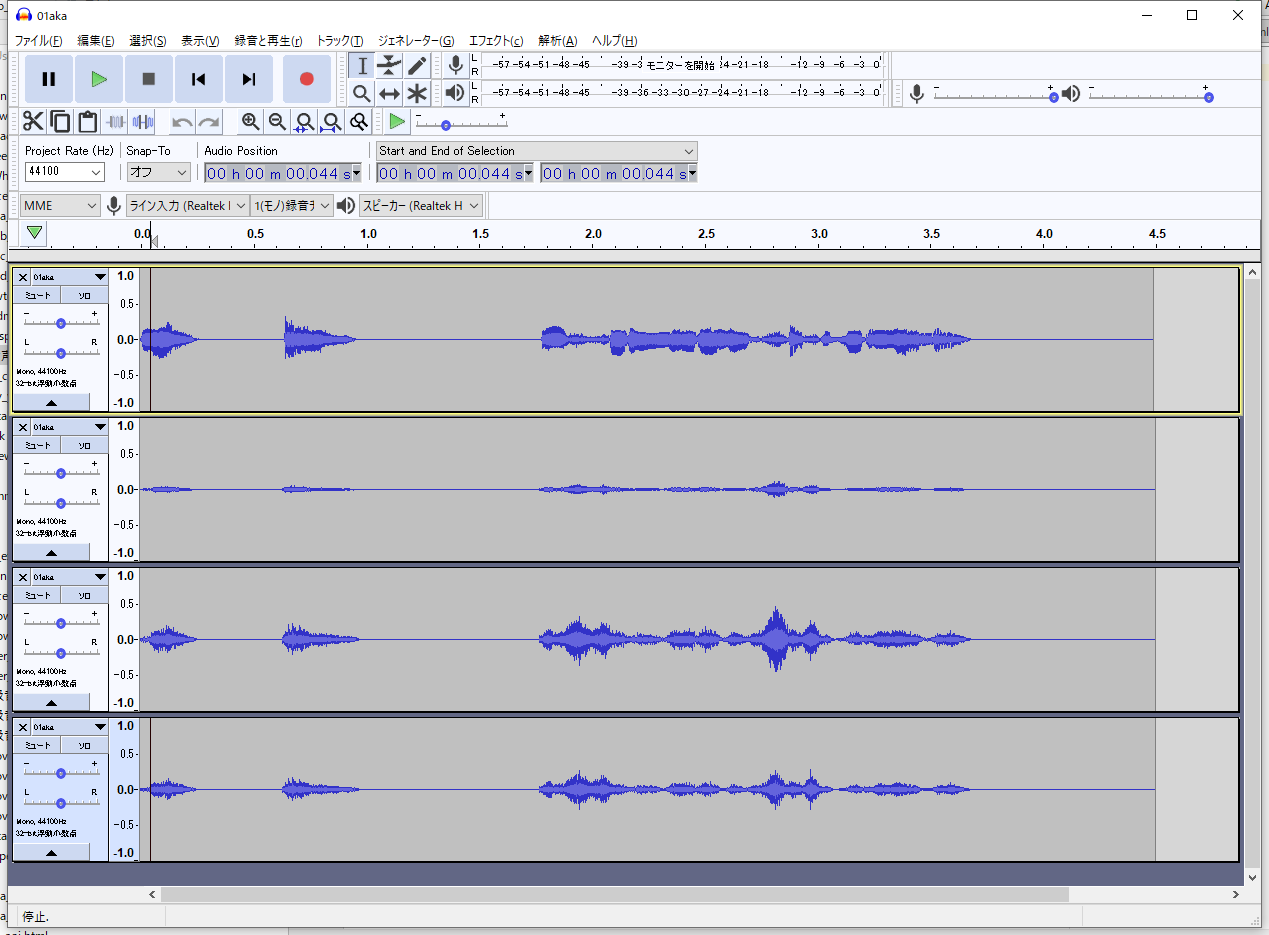 01aka
ファイル(F) 編集(E) 選択(S) 表示(V) 録音と再生(r) トラック(T) ジェネレーター(G) エフェクト(c) 解析(A) ヘルプ(H)
L R -57 -54 -51 -48 -45 -39 -3 モニターを開始 24 -21 -18 -12 -9 -6 -3 0
L R -57 -54 -51 -48 -45 -39 -36 -33 -30 -27 -24 -21 -18 -12 -9 -6 -3 0
Project Rate (Hz) Snap-To Audio Position Start and End of Selection
44100 オフ 00 h 00 m 00.044 s 00 h 00 m 00.044 s 00 h 00 m 00.044 s
MME ライン入力 (Realtek 1(モノ)録音チ スピーカー (Realtek H
0.0 0.5 1.0 1.5 2.0 2.5 3.0 3.5 4.0 4.5
01aka 1.0
ミュート ソロ
0.5-
- +
L R 0.0-
Mono, 44100Hz
-0.5-
32-bit浮動小数点
-1.0
01aka 1.0
ミュート ソロ
0.5-
- +
L R 0.0-
Mono, 44100Hz
-0.5-
32-bit浮動小数点
-1.0
01aka 1.0
ミュート ソロ
0.5-
- +
L R 0.0-
Mono, 44100Hz
-0.5-
32-bit浮動小数点
-1.0
01aka 1.0
ミュート ソロ
0.5-
- +
L R 0.0-
Mono, 44100Hz
-0.5-
32-bit浮動小数点
-1.0
停止.